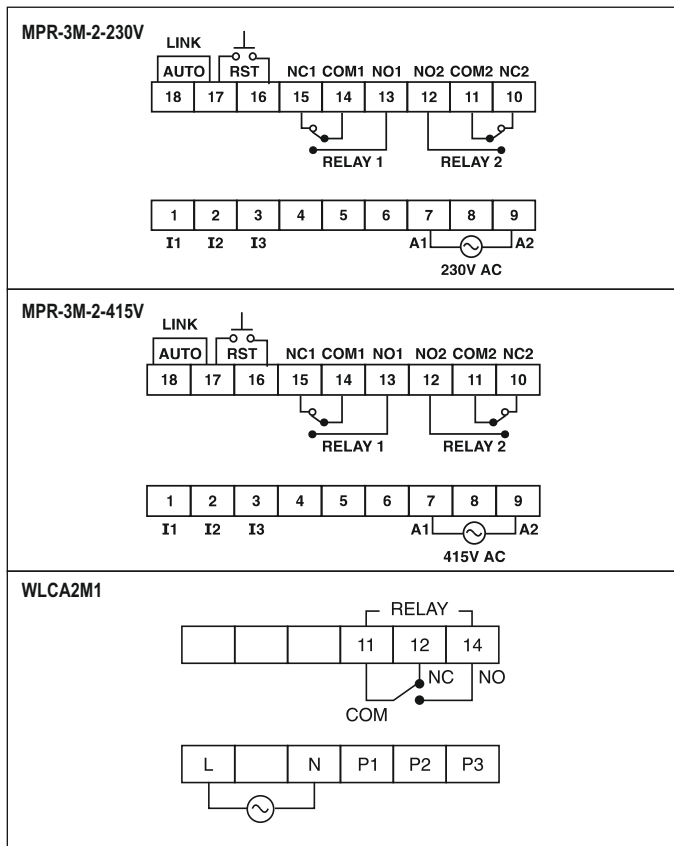 MPR-3M-2-230V
LINK
AUTO RST NC1 COM1 NO1 NO2 COM2 NC2
18 17 16 15 14 13 12 11 10
RELAY 1 RELAY 2
1 2 3 4 5 6 7 8 9
I1 I2 I3 A1 A2
230V AC
MPR-3M-2-415V
LINK
AUTO RST NC1 COM1 NO1 NO2 COM2 NC2
18 17 16 15 14 13 12 11 10
RELAY 1 RELAY 2
1 2 3 4 5 6 7 8 9
I1 I2 I3 A1 A2
415V AC
WLCA2M1
RELAY
11 12 14
NC NO
COM
L N P1 P2 P3